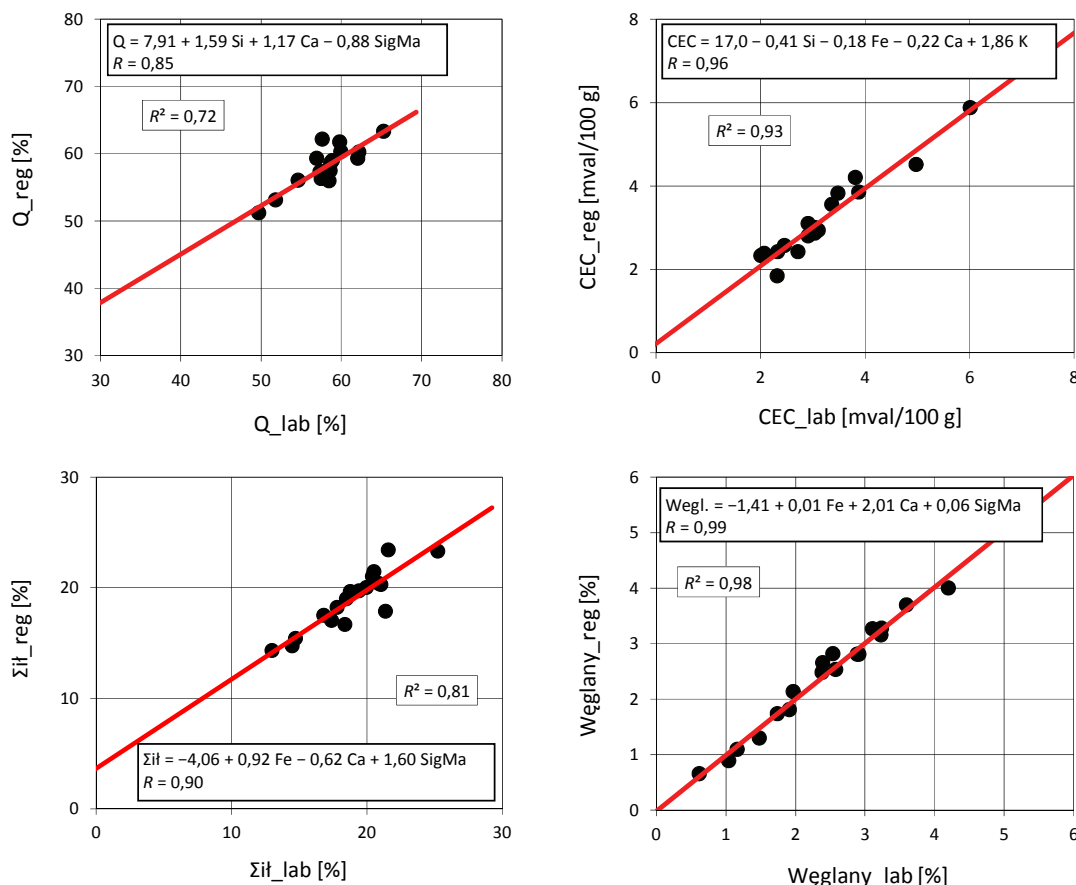 Q = 7,91 + 1,59 Si + 1,17 Ca − 0,88 SigMa
R = 0,85
R² = 0,72
80
70
60
50
40
30
Q_reg [%]
30 40 50 60 70 80
Q_lab [%]
CEC = 17,0 − 0,41 Si − 0,18 Fe − 0,22 Ca + 1,86 K
R = 0,96
R² = 0,93
8
6
4
2
0
CEC_reg [mval/100 g]
0 2 4 6 8
CEC_lab [mval/100 g]
30
20
10
0
Σił_reg [%]
R² = 0,81
Σił = −4,06 + 0,92 Fe − 0,62 Ca + 1,60 SigMa
R = 0,90
0 10 20 30
Σił_lab [%]
Wegl. = −1,41 + 0,01 Fe + 2,01 Ca + 0,06 SigMa
R = 0,99
R² = 0,98
6
5
4
3
2
1
0
Węglany_reg [%]
0 1 2 3 4 5 6
Węglany_lab [%]